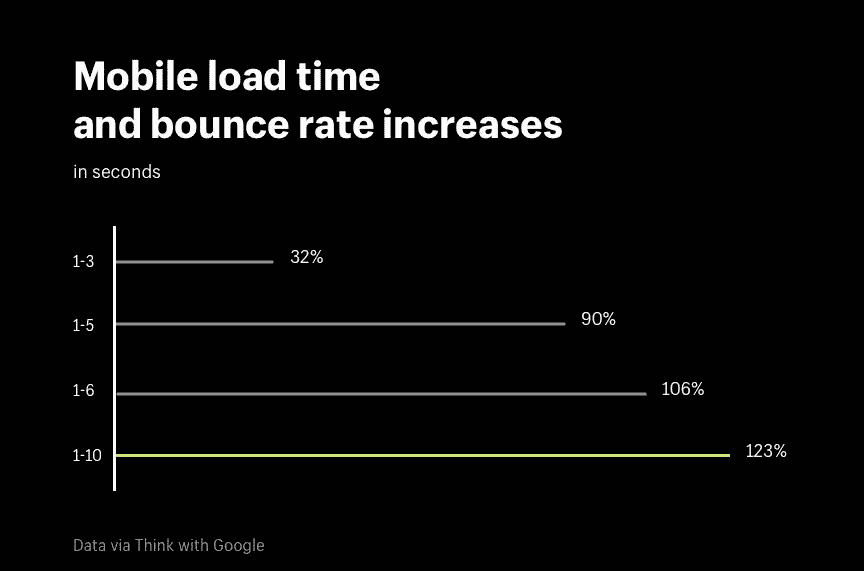 Mobile load time
and bounce rate increases
in seconds
1-3 32%
1-5 90%
1-6 106%
1-10 123%
Data via Think with Google